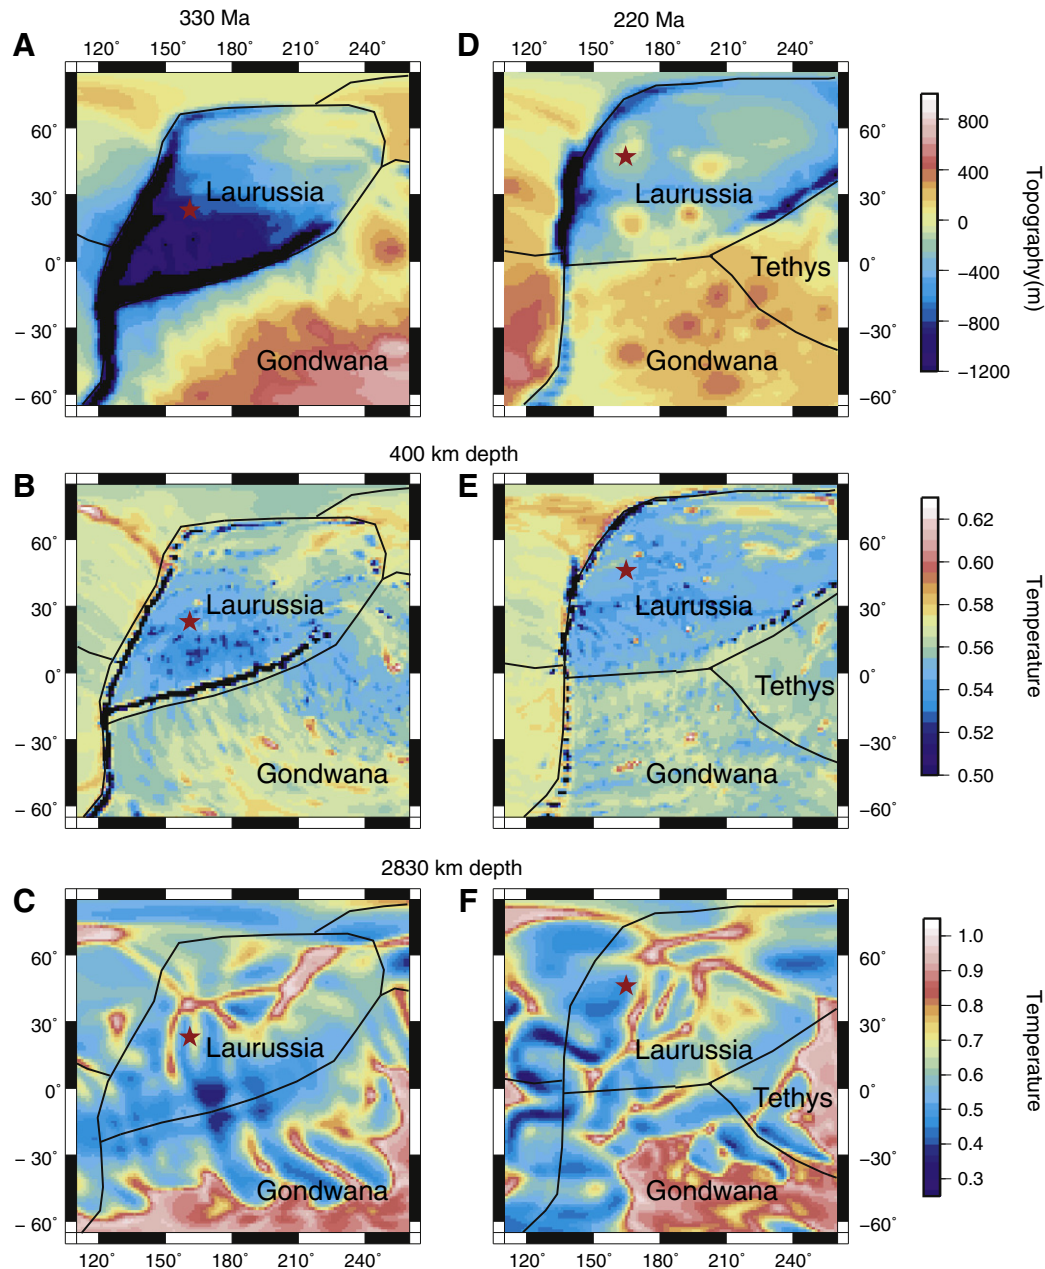 330 Ma
220 Ma
A
D
120° 150° 180° 210° 240°
120° 150° 180° 210° 240°
60°
30°
0°
− 30°
− 60°
Laurussia
Gondwana
60°
30°
0°
−30°
−60°
Laurussia
Tethys
Gondwana
800
400
0
−400
−800
−1200
Topography(m)
400 km depth
B
E
60°
30°
0°
− 30°
− 60°
Laurussia
Gondwana
60°
30°
0°
−30°
−60°
Laurussia
Tethys
Gondwana
0.62
0.60
0.58
0.56
0.54
0.52
0.50
Temperature
2830 km depth
C
F
60°
30°
0°
− 30°
− 60°
Laurussia
Gondwana
60°
30°
0°
−30°
−60°
Laurussia
Tethys
Gondwana
1.0
0.9
0.8
0.7
0.6
0.5
0.4
0.3
Temperature
120° 150° 180° 210° 240°
120° 150° 180° 210° 240°